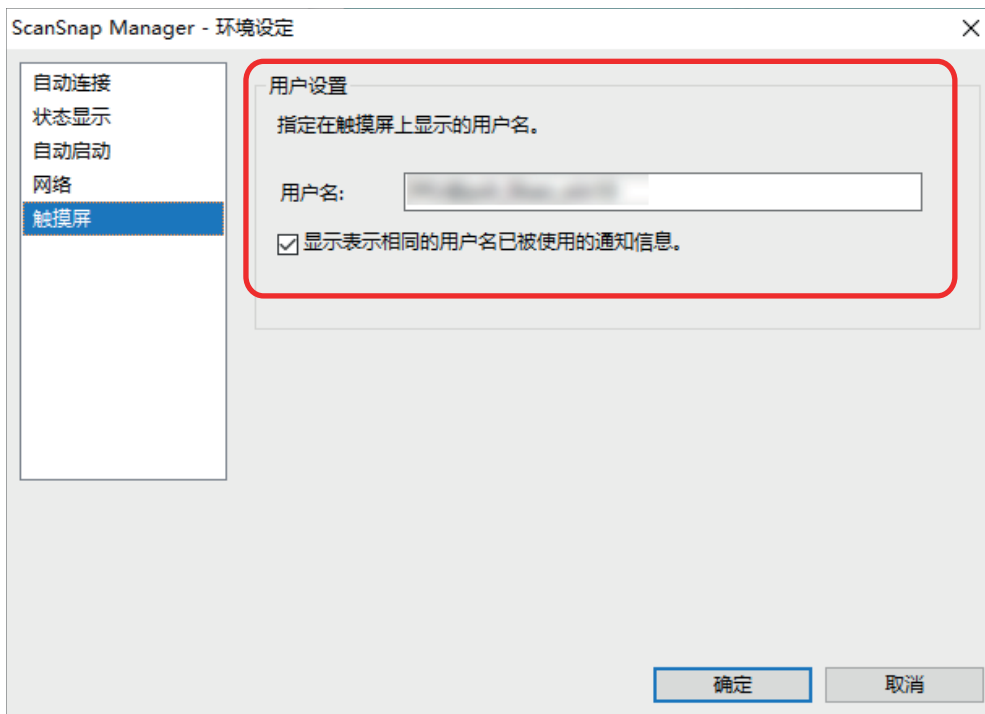 ScanSnap Manager - 环境设定
自动连接
状态显示
自动启动
网络
触摸屏
用户设置
指定在触摸屏上显示的用户名。
用户名:
显示表示相同的用户名已被使用的通知信息。
确定
取消